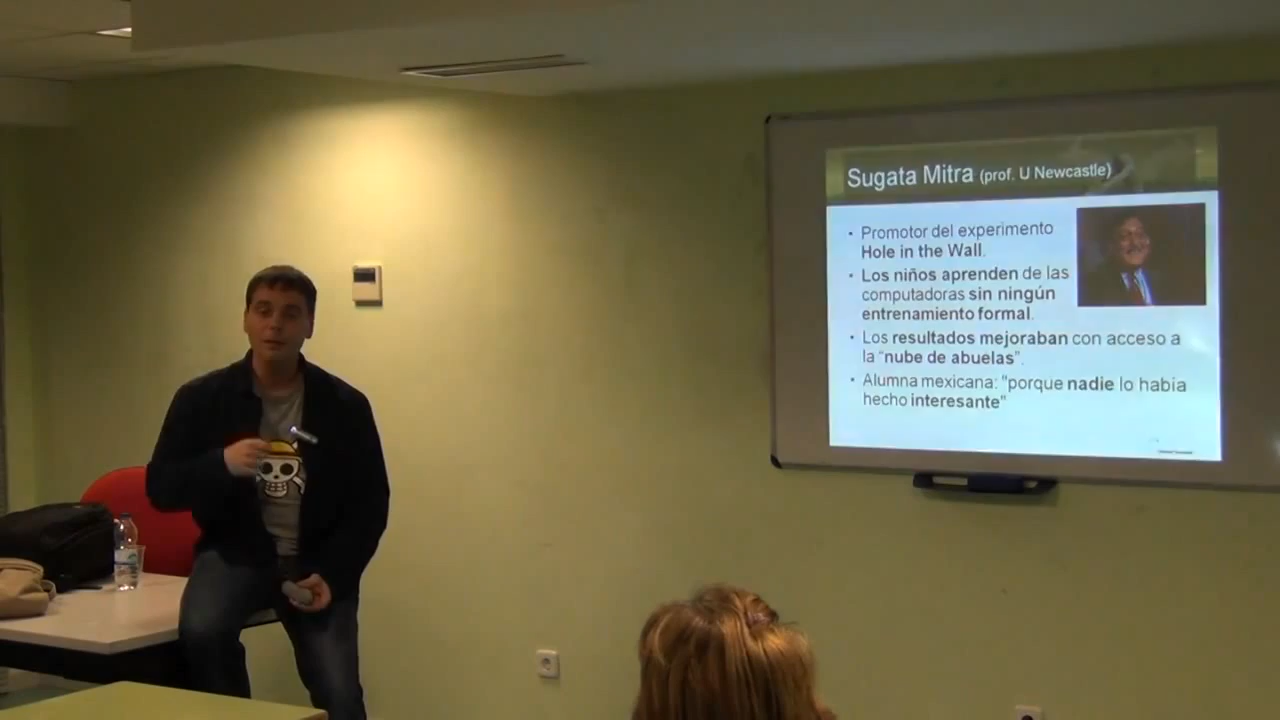 Sugata Mitra (prof. U Newcastle)
• Promotor del experimento
Hole in the Wall.
• Los niños aprenden de las
computadoras sin ningún
entrenamiento formal.
• Los resultados mejoraban con acceso a
la “nube de abuelas”.
• Alumna mexicana: “porque nadie lo había
hecho interesante”